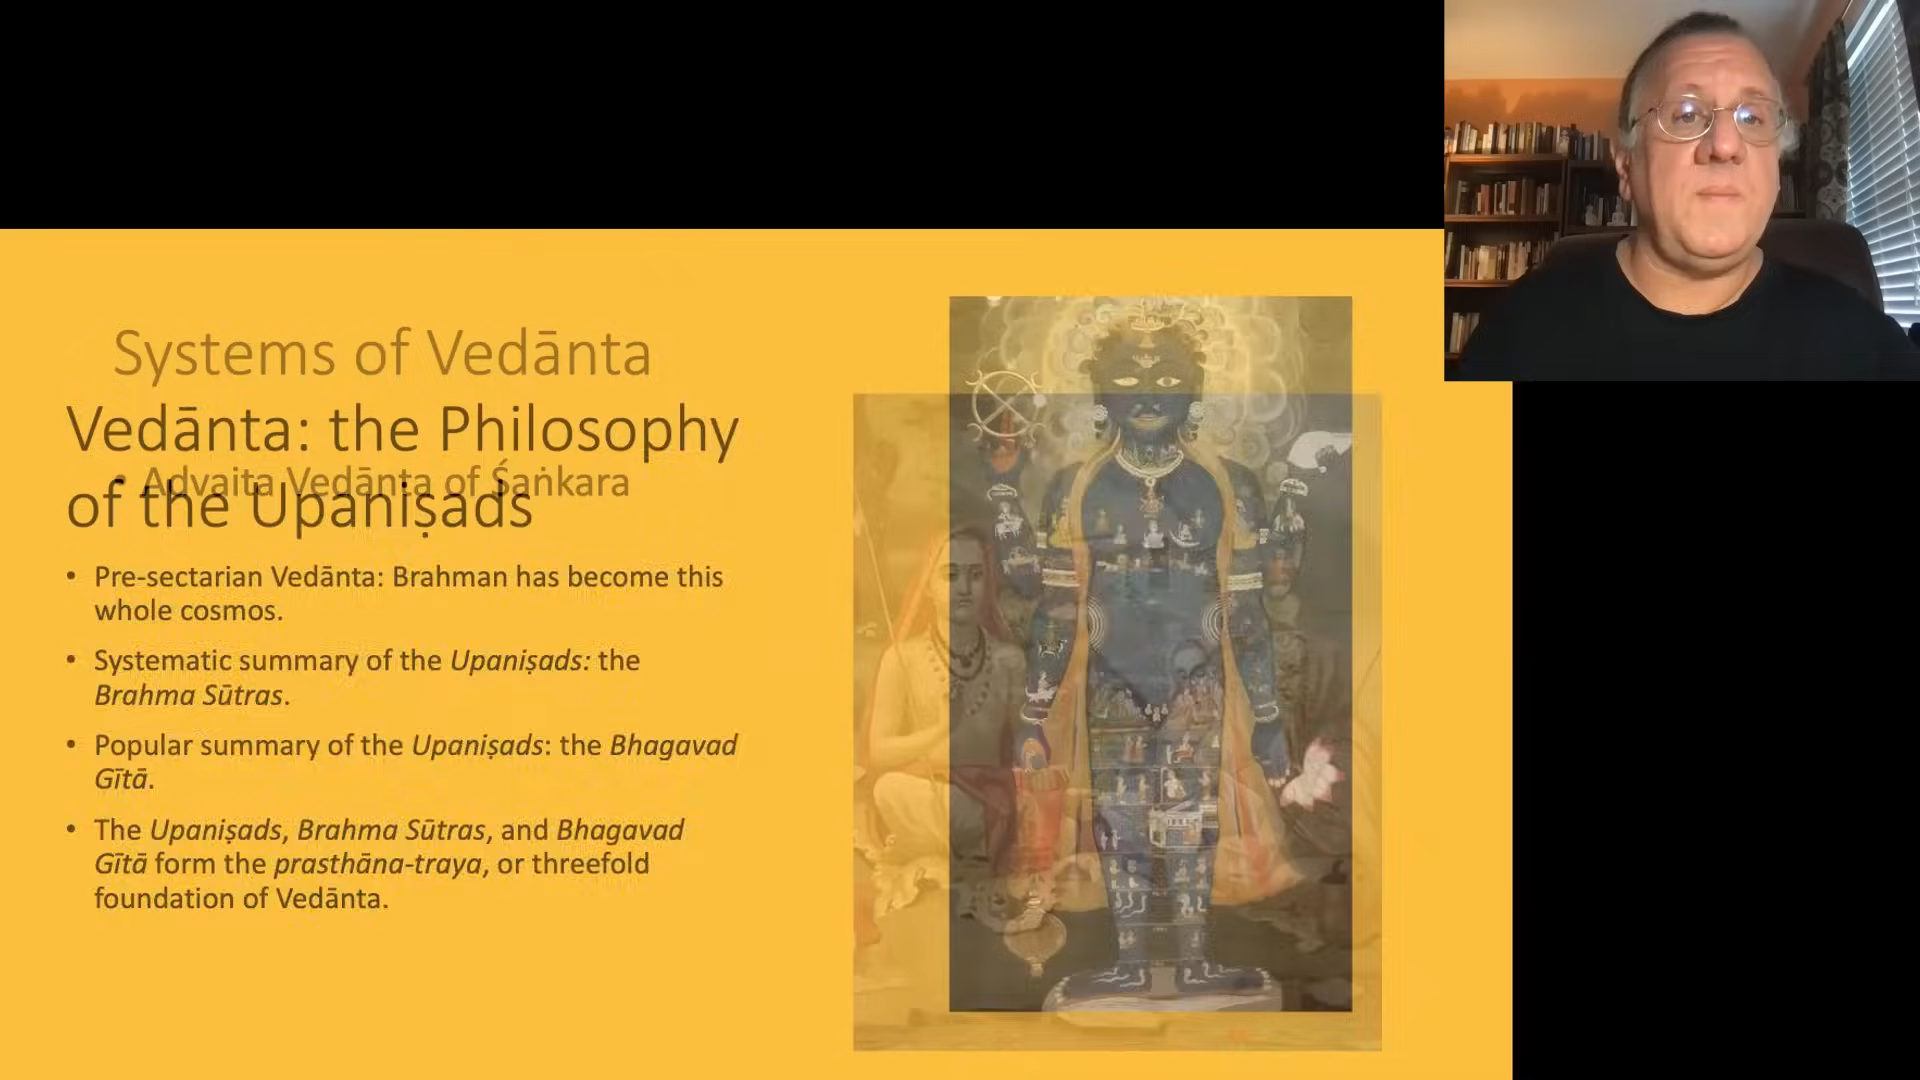 Systems of Vedānta
Vedānta: the Philosophy
• Advaita Vedānta of Śaṅkara
of the Upaniṣads
• Pre-sectarian Vedānta: Brahman has become this
whole cosmos.
• Systematic summary of the Upaniṣads: the
Brahma Sūtras.
• Popular summary of the Upaniṣads: the Bhagavad
Gītā.
• The Upaniṣads, Brahma Sūtras, and Bhagavad
Gītā form the prasthāna-traya, or threefold
foundation of Vedānta.